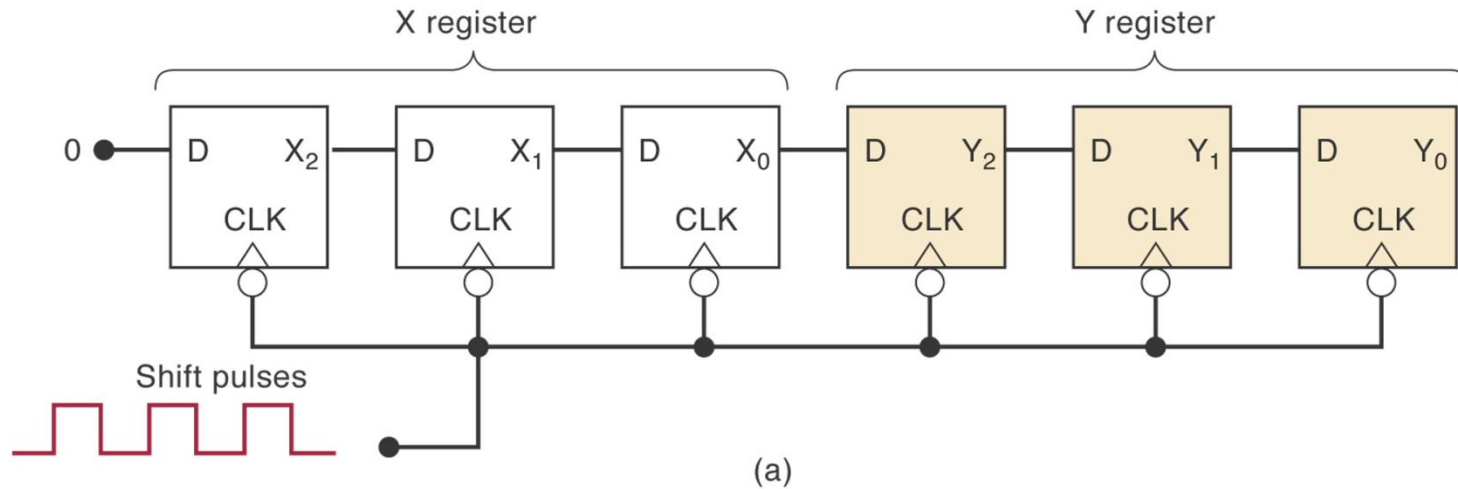 X register
Y register
0
D X₂ D X₁ D X₀ D Y₂ D Y₁ D Y₀
CLK CLK CLK CLK CLK CLK
Shift pulses
(a)